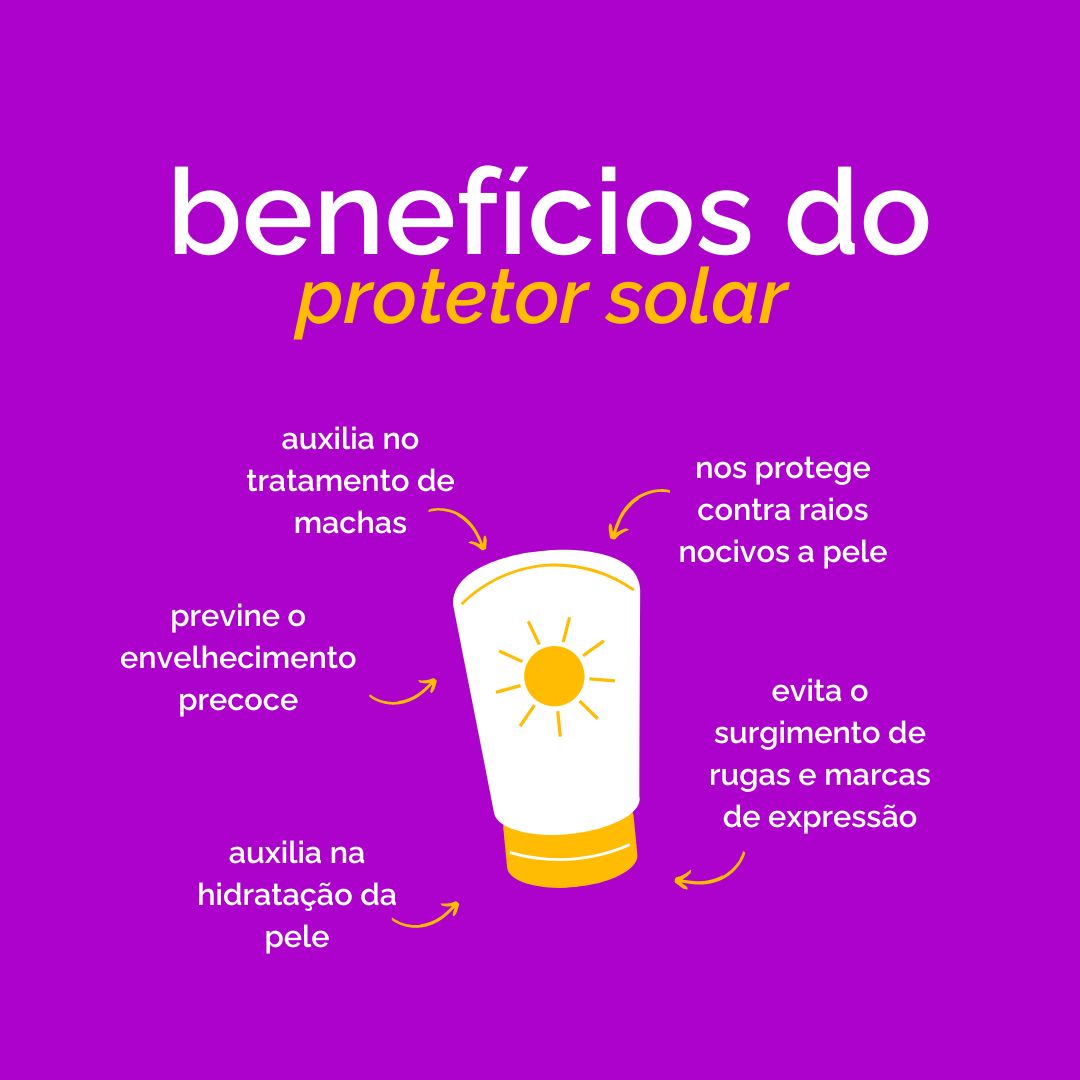 benefícios do
protetor solar
auxilia no
tratamento de
machas
nos protege
contra raios
nocivos a pele
previne o
envelhecimento
precoce
evita o
surgimento de
rugas e marcas
de expressão
auxilia na
hidratação da
pele